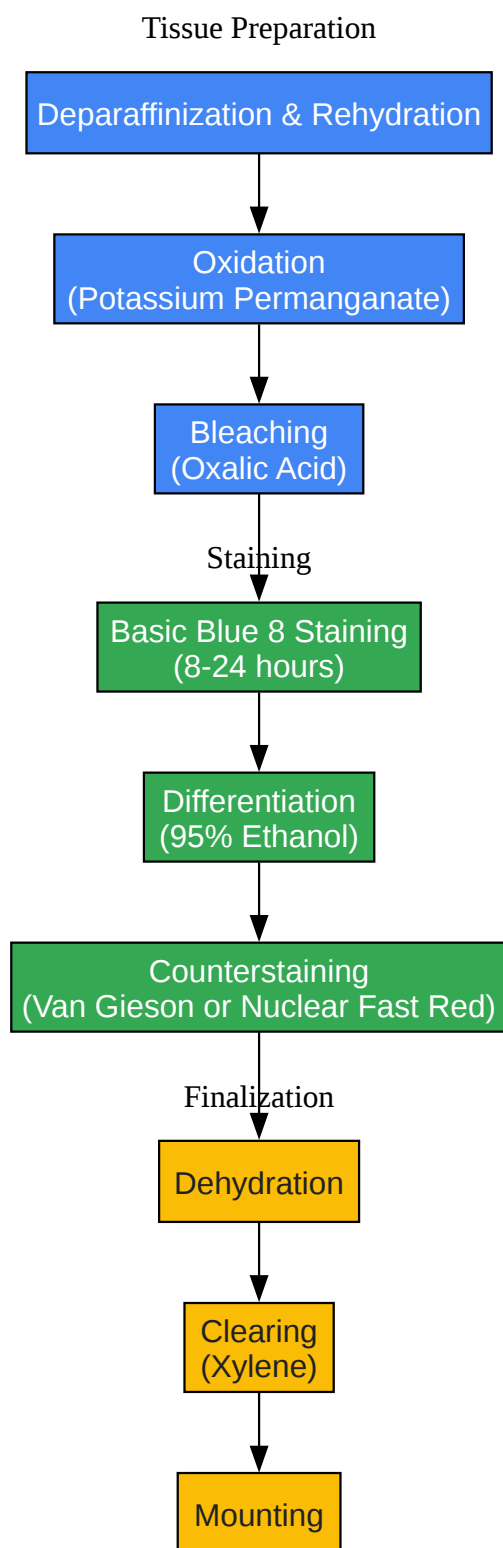 Tissue Preparation
Deparaffinization & Rehydration
Oxidation
(Potassium Permanganate)
Bleaching
(Oxalic Acid)
Staining
Basic Blue 8 Staining
(8-24 hours)
Differentiation
(95% Ethanol)
Counterstaining
(Van Gieson or Nuclear Fast Red)
Finalization
Dehydration
Clearing
(Xylene)
Mounting